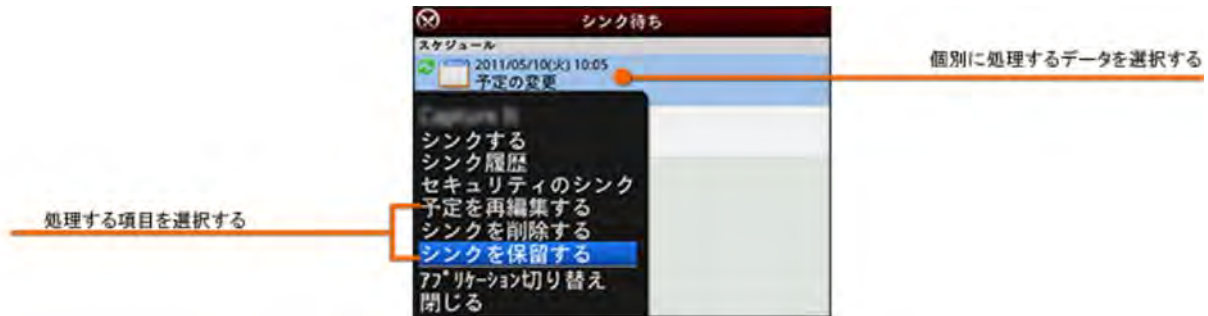 シンク待ち
スケジュール
2011/05/10(火) 10:05
予定の変更
個別に処理するデータを選択する
シンクする
シンク履歴
セキュリティのシンク
予定を再編集する
処理する項目を選択する
シンクを削除する
シンクを保留する
ｱﾌﾟﾘｹｰｼｮﾝ切り替え
閉じる